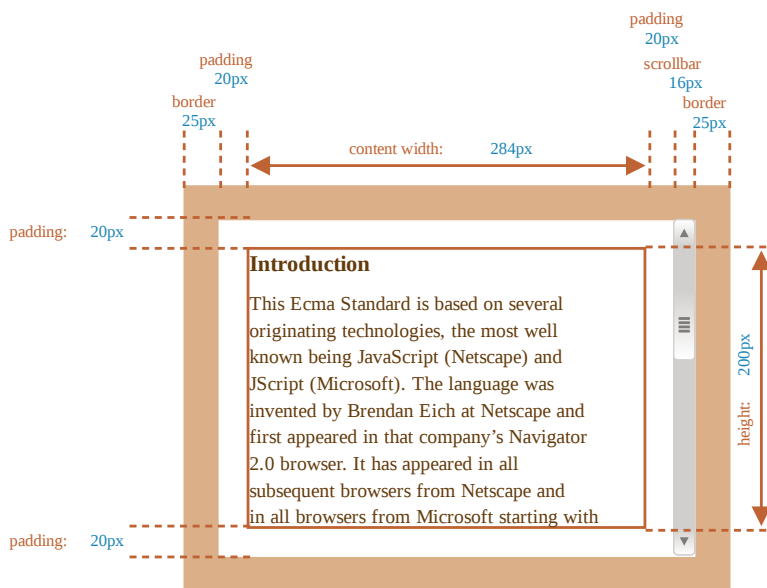 padding
20px
border
25px
padding
20px
scrollbar
16px
border
25px
content width: 284px
padding: 20px
Introduction
This Ecma Standard is based on several
originating technologies, the most well
known being JavaScript (Netscape) and
JScript (Microsoft). The language was
invented by Brendan Eich at Netscape and
first appeared in that company’s Navigator
2.0 browser. It has appeared in all
subsequent browsers from Netscape and
in all browsers from Microsoft starting with
height: 200px
padding: 20px